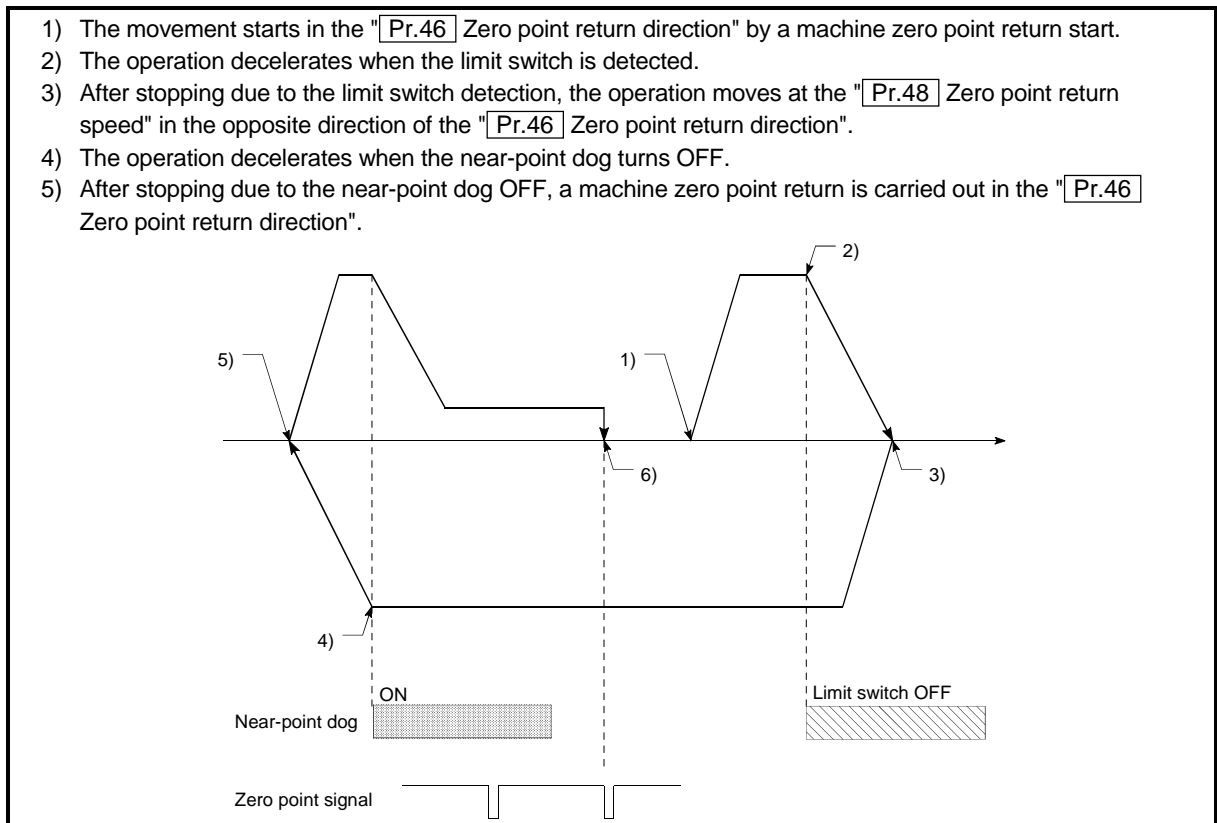 1) The movement starts in the "Pr.46 Zero point return direction" by a machine zero point return start.
2) The operation decelerates when the limit switch is detected.
3) After stopping due to the limit switch detection, the operation moves at the "Pr.48 Zero point return
speed" in the opposite direction of the "Pr.46 Zero point return direction".
4) The operation decelerates when the near-point dog turns OFF.
5) After stopping due to the near-point dog OFF, a machine zero point return is carried out in the "Pr.46
Zero point return direction".
2)
5)
1)
6)
3)
4)
ON
Limit switch OFF
Near-point dog
Zero point signal